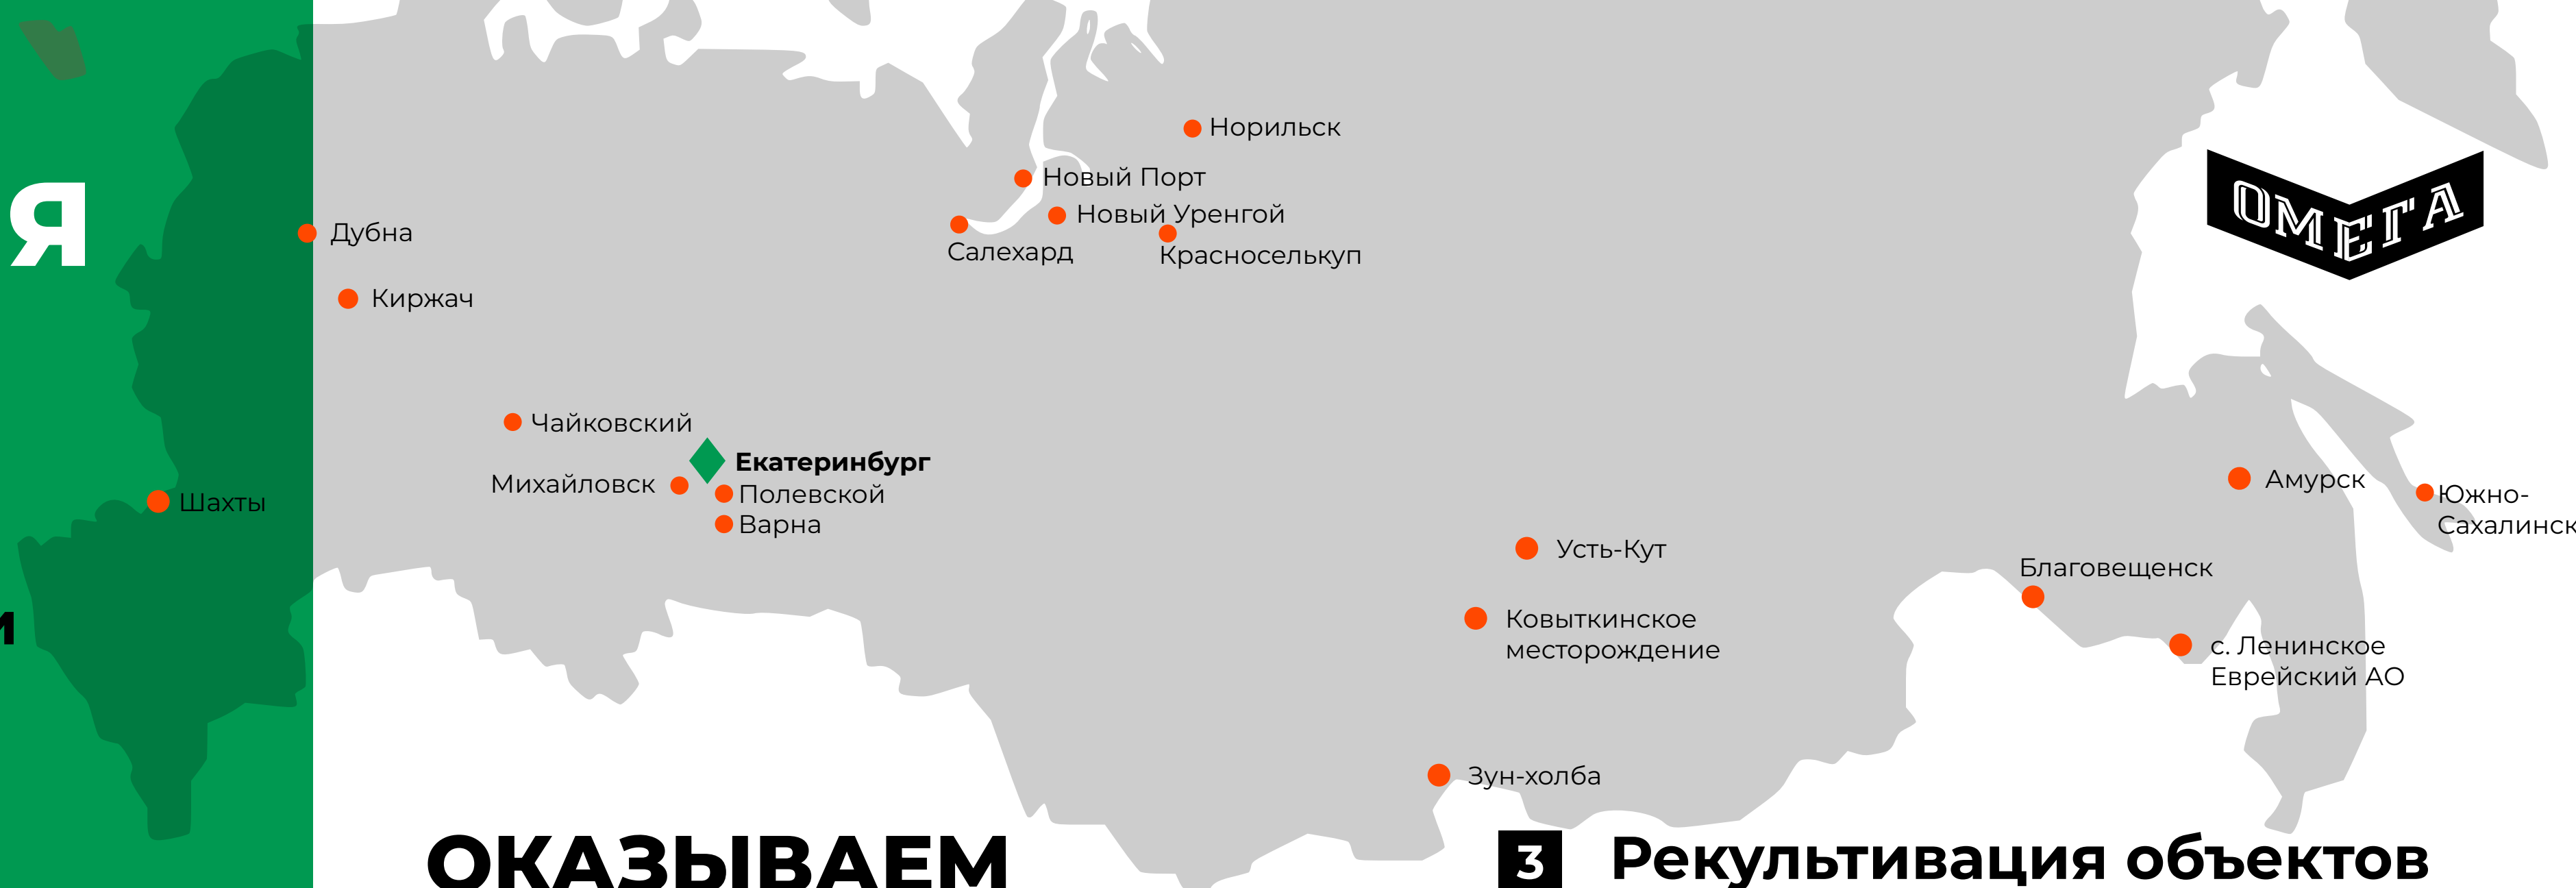 Норильск
Новый Порт
Я
Новый Уренгой
ОМЕГА
Дубна
Салехард
Красноселькуп
Киржач
Чайковский
Екатеринбург
Михайловск
Полевской
Варна
Шахты
Амурск
Южно-
Сахалинск
Усть-Кут
Благовещенск
Ковыткинское
месторождение
и
с. Ленинское
Еврейский АО
Зун-холба
ОКАЗЫВАЕМ
3 Рекультивация объектов